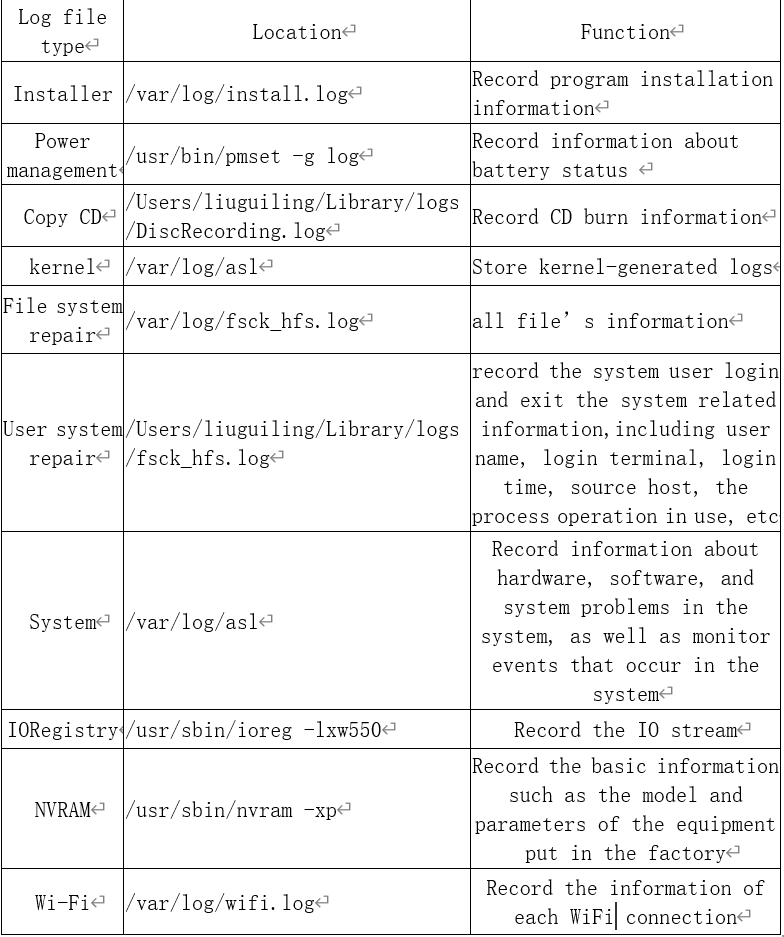 Log file
type
Location
Function
Installer
/var/log/install.log
Record program installation
information
Power
management
/usr/bin/pmset -g log
Record information about
battery status
Copy CD
/Users/liuguiling/Library/logs
/DiscRecording.log
Record CD burn information
kernel
/var/log/asl
Store kernel-generated logs
File system
repair
/var/log/fsck_hfs.log
all file’s information
User system
repair
/Users/liuguiling/Library/logs
/fsck_hfs.log
record the system user login
and exit the system related
information,including user
name, login terminal, login
time, source host, the
process operation in use, etc
System
/var/log/asl
Record information about
hardware, software, and
system problems in the
system, as well as monitor
events that occur in the
system
IORegistry
/usr/sbin/ioreg -lxw550
Record the IO stream
NVRAM
/usr/sbin/nvram -xp
Record the basic information
such as the model and
parameters of the equipment
put in the factory
Wi-Fi
/var/log/wifi.log
Record the information of
each WiFi connection